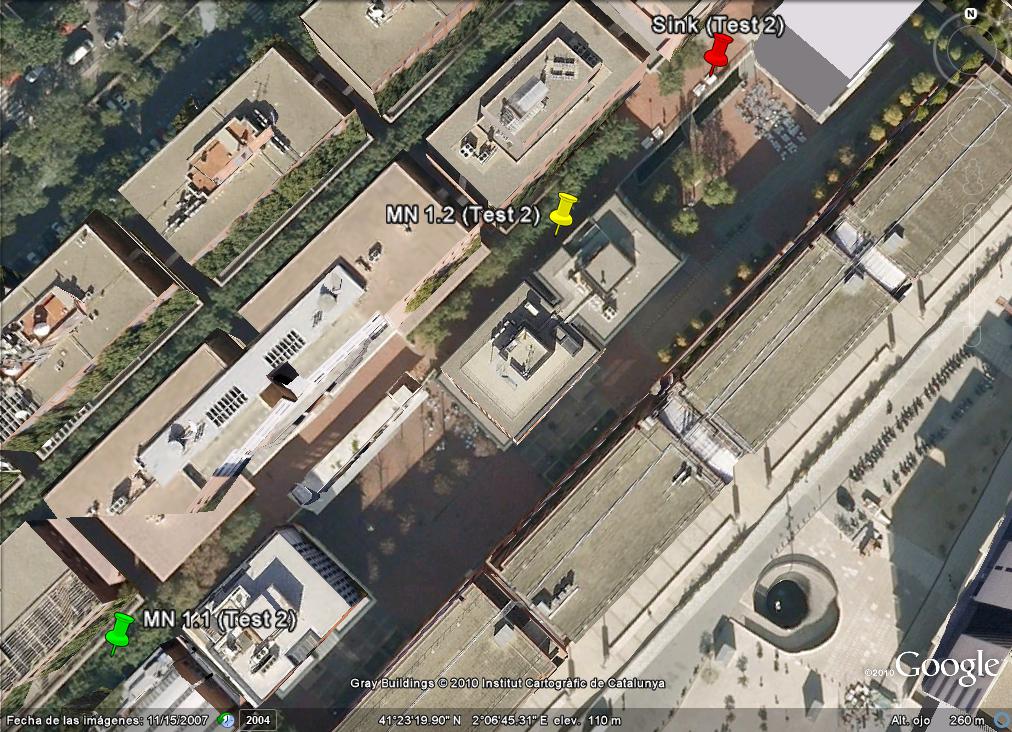 Sink (Test 2)
N
MN 1.2 (Test 2)
MN 1.1 (Test 2)
©2010 Google
Gray Buildings © 2010 Institut Cartogràfic de Catalunya
Fecha de las imágenes: 11/15/2007 2004 41°23'19.90" N 2°06'45.31" E elev. 110 m Alt. ojo 260 m